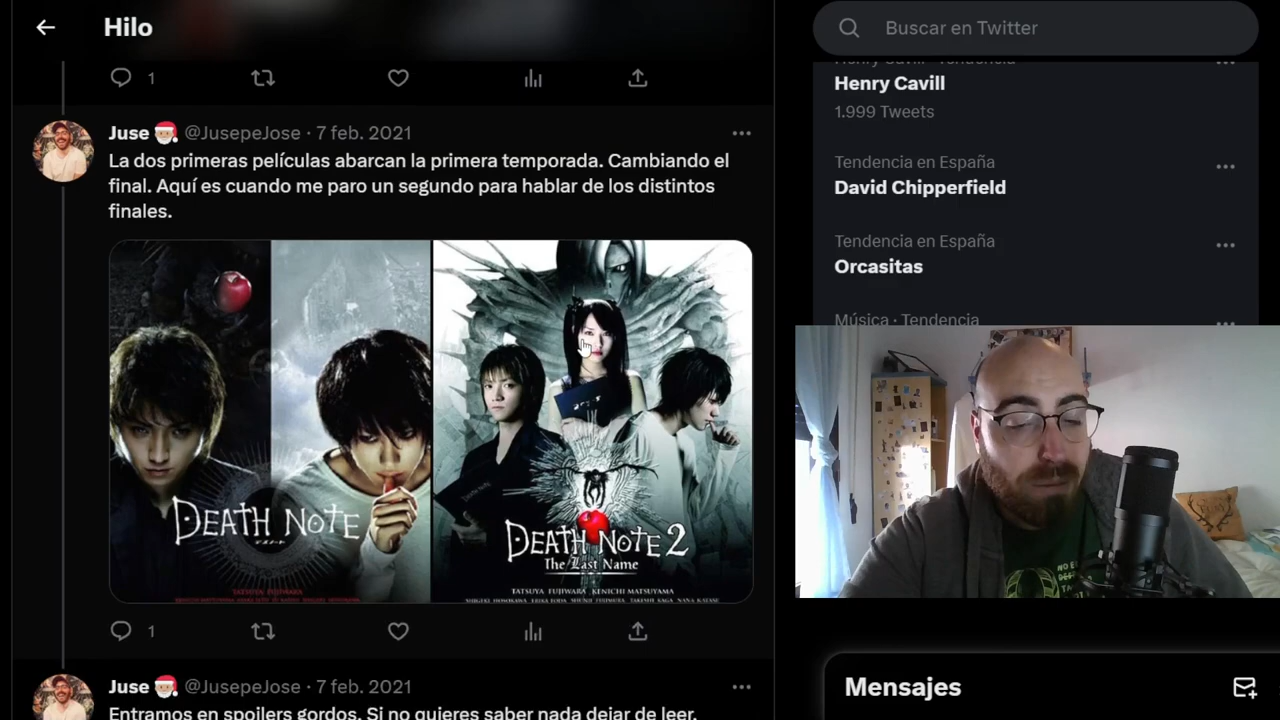 Hilo
Buscar en Twitter
1
Henry Cavill · Tendencia
Henry Cavill
1.999 Tweets
Juse @JusepeJose · 7 feb. 2021
La dos primeras películas abarcan la primera temporada. Cambiando el
final. Aquí es cuando me paro un segundo para hablar de los distintos
finales.
Tendencia en España
David Chipperfield
Tendencia en España
Orcasitas
Música · Tendencia
DEATH NOTE
DEATH NOTE 2
The Last Name
TATSUYA FUJIWARA KENICHI MATSUYAMA
1
Juse @JusepeJose · 7 feb. 2021
Entramos en spoilers gordos. Si no quieres saber nada dejar de leer.
Mensajes